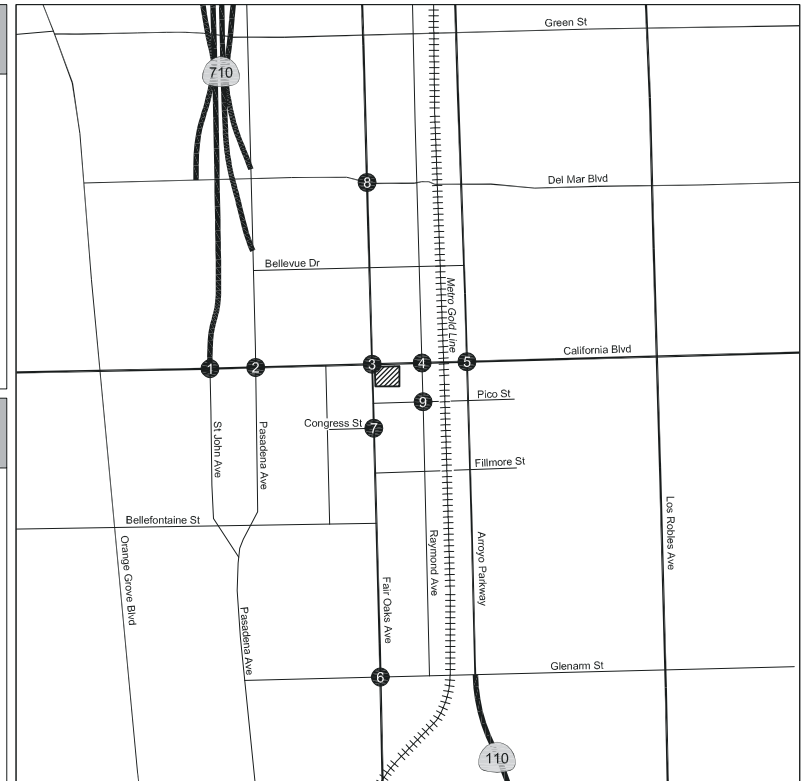 Green St
710
8
Del Mar Blvd
Bellevue Dr
Metro Gold Line
1
2
3
4
5
California Blvd
9
Pico St
Congress St
7
St John Ave
Pasadena Ave
Fillmore St
Bellefontaine St
Orange Grove Blvd
Raymond Ave
Arroyo Parkway
Los Robles Ave
Fair Oaks Ave
Pasadena Ave
6
Glenarm St
110